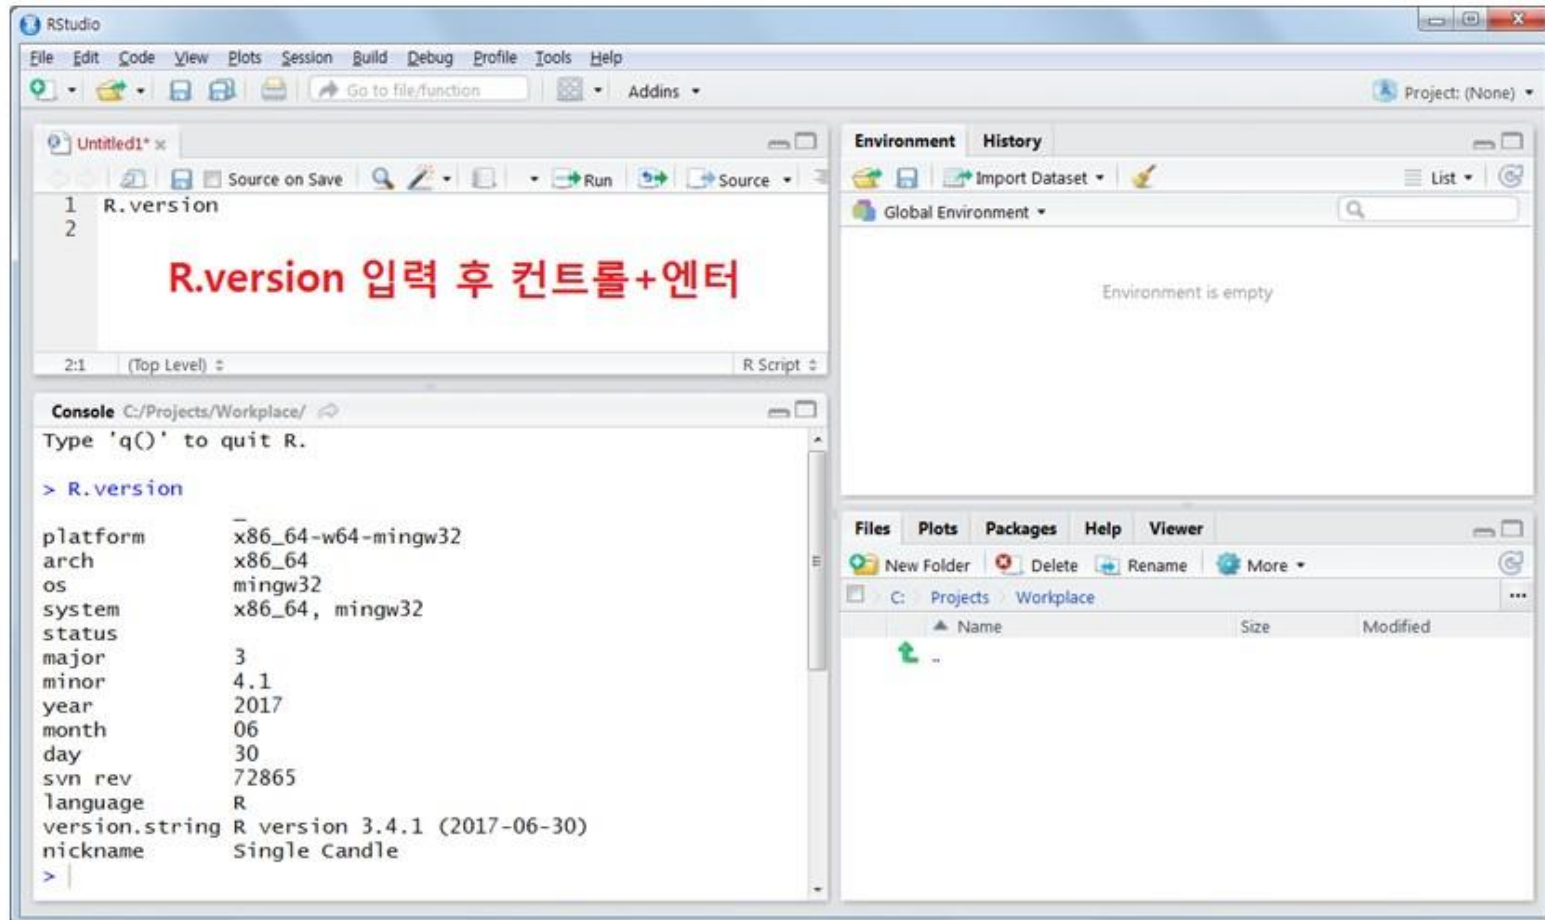 RStudio
File Edit Code View Plots Session Build Debug Profile Tools Help
Go to file/function Addins Project: (None)
Untitled1* x
Source on Save Run Source
1 R.version
2
R.version 입력 후 컨트롤+엔터
2:1 (Top Level) R Script
Console C:/Projects/Workplace/
Type 'q()' to quit R.
> R.version
_
platform x86_64-w64-mingw32
arch x86_64
os mingw32
system x86_64, mingw32
status
major 3
minor 4.1
year 2017
month 06
day 30
svn rev 72865
language R
version.string R version 3.4.1 (2017-06-30)
nickname Single Candle
>
Environment History
Import Dataset List
Global Environment
Environment is empty
Files Plots Packages Help Viewer
New Folder Delete Rename More
C: Projects Workplace ...
Name Size Modified
..